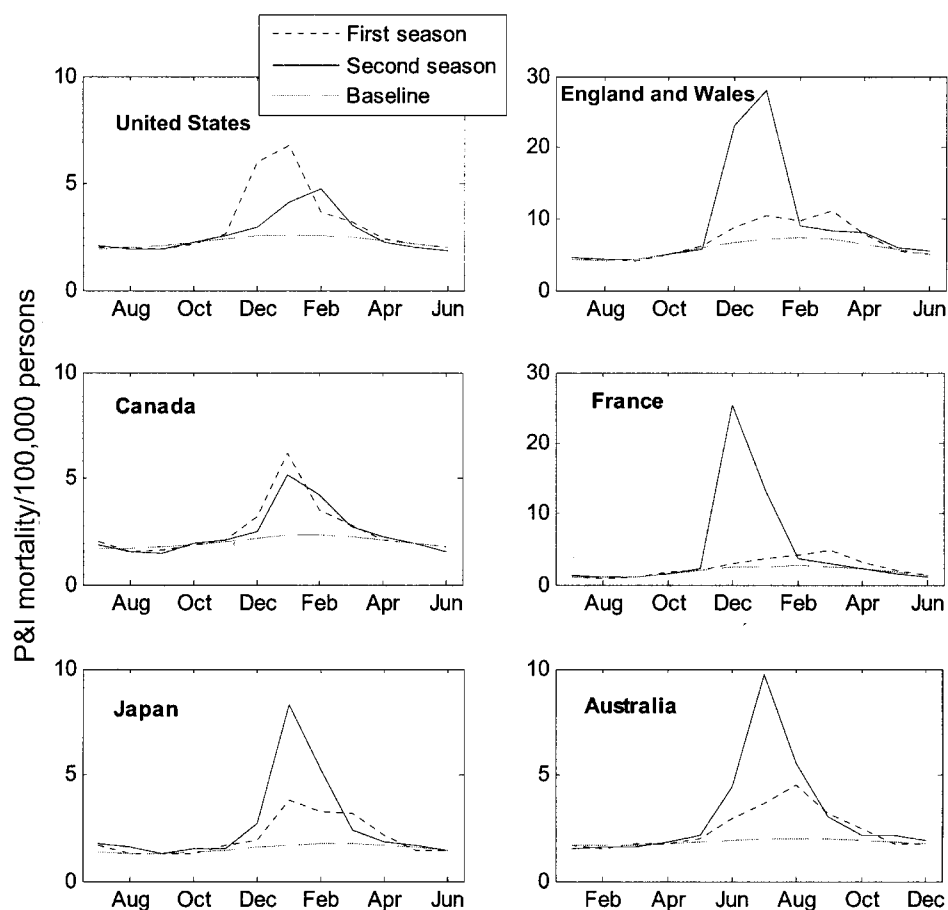 First season
Second season
Baseline
P&I mortality/100,000 persons
10
5
0
United States
Aug Oct Dec Feb Apr Jun
30
20
10
0
England and Wales
Aug Oct Dec Feb Apr Jun
10
5
0
Canada
Aug Oct Dec Feb Apr Jun
30
20
10
0
France
Aug Oct Dec Feb Apr Jun
10
5
0
Japan
Aug Oct Dec Feb Apr Jun
10
5
0
Australia
Feb Apr Jun Aug Oct Dec